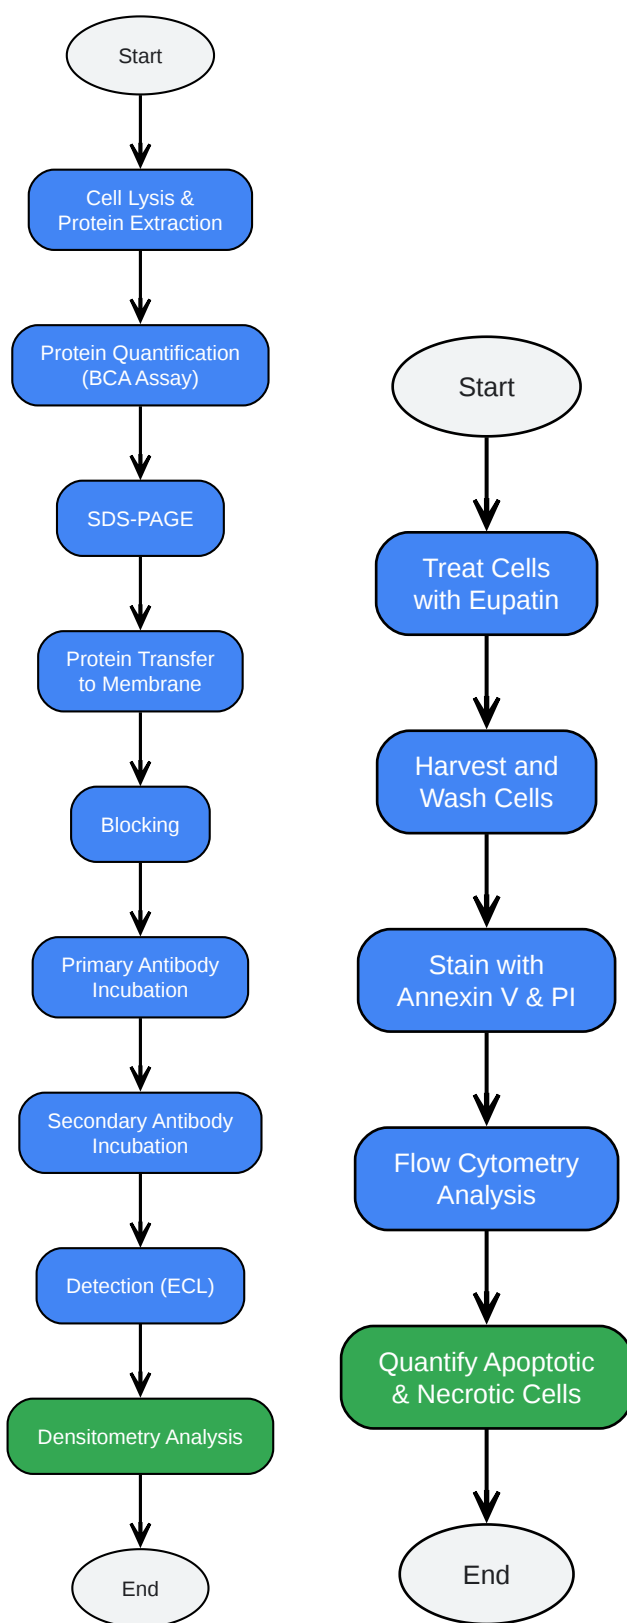 Start
Cell Lysis &
Protein Extraction
Protein Quantification
(BCA Assay)
SDS-PAGE
Protein Transfer
to Membrane
Blocking
Primary Antibody
Incubation
Secondary Antibody
Incubation
Detection (ECL)
Densitometry Analysis
End
Start
Treat Cells
with Eupatin
Harvest and
Wash Cells
Stain with
Annexin V & PI
Flow Cytometry
Analysis
Quantify Apoptotic
& Necrotic Cells
End